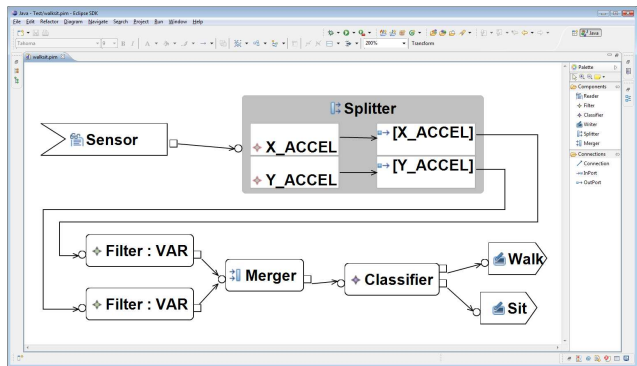 Java - Test/walksit.pim - Eclipse SDK
File Edit Refactor Diagram Navigate Search Project Run Window Help
Tahoma 9 B I A 200% Transform Java
walksit.pim
Splitter
Sensor
X_ACCEL [X_ACCEL]
Y_ACCEL [Y_ACCEL]
Filter : VAR
Filter : VAR
Merger
Classifier
Walk
Sit
Palette
Components
Reader
Filter
Classifier
Writer
Splitter
Merger
Connections
Connection
InPort
OutPort